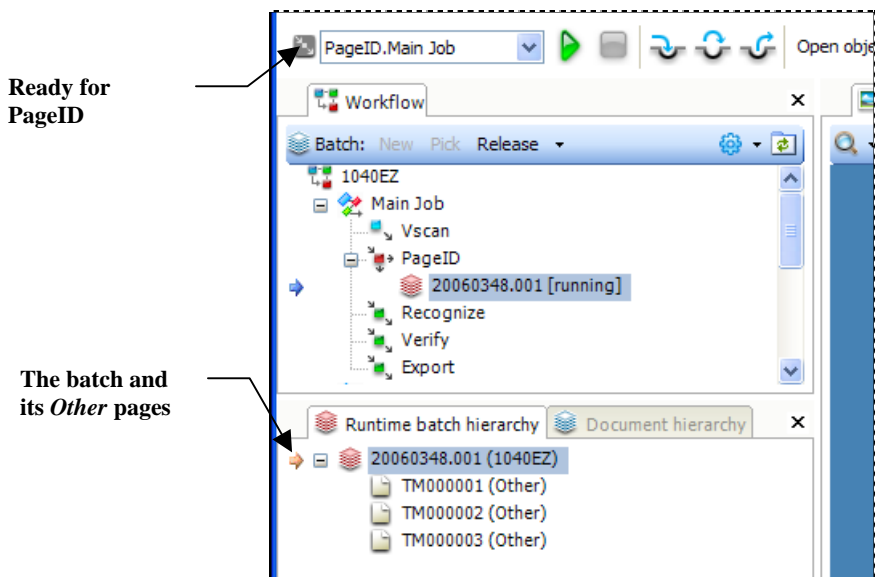 PageID.Main Job
Open obje
Ready for
PageID
Workflow
Batch: New Pick Release
1040EZ
Main Job
Vscan
PageID
20060348.001 [running]
Recognize
Verify
Export
The batch and
its Other pages
Runtime batch hierarchy Document hierarchy
20060348.001 (1040EZ)
TM000001 (Other)
TM000002 (Other)
TM000003 (Other)